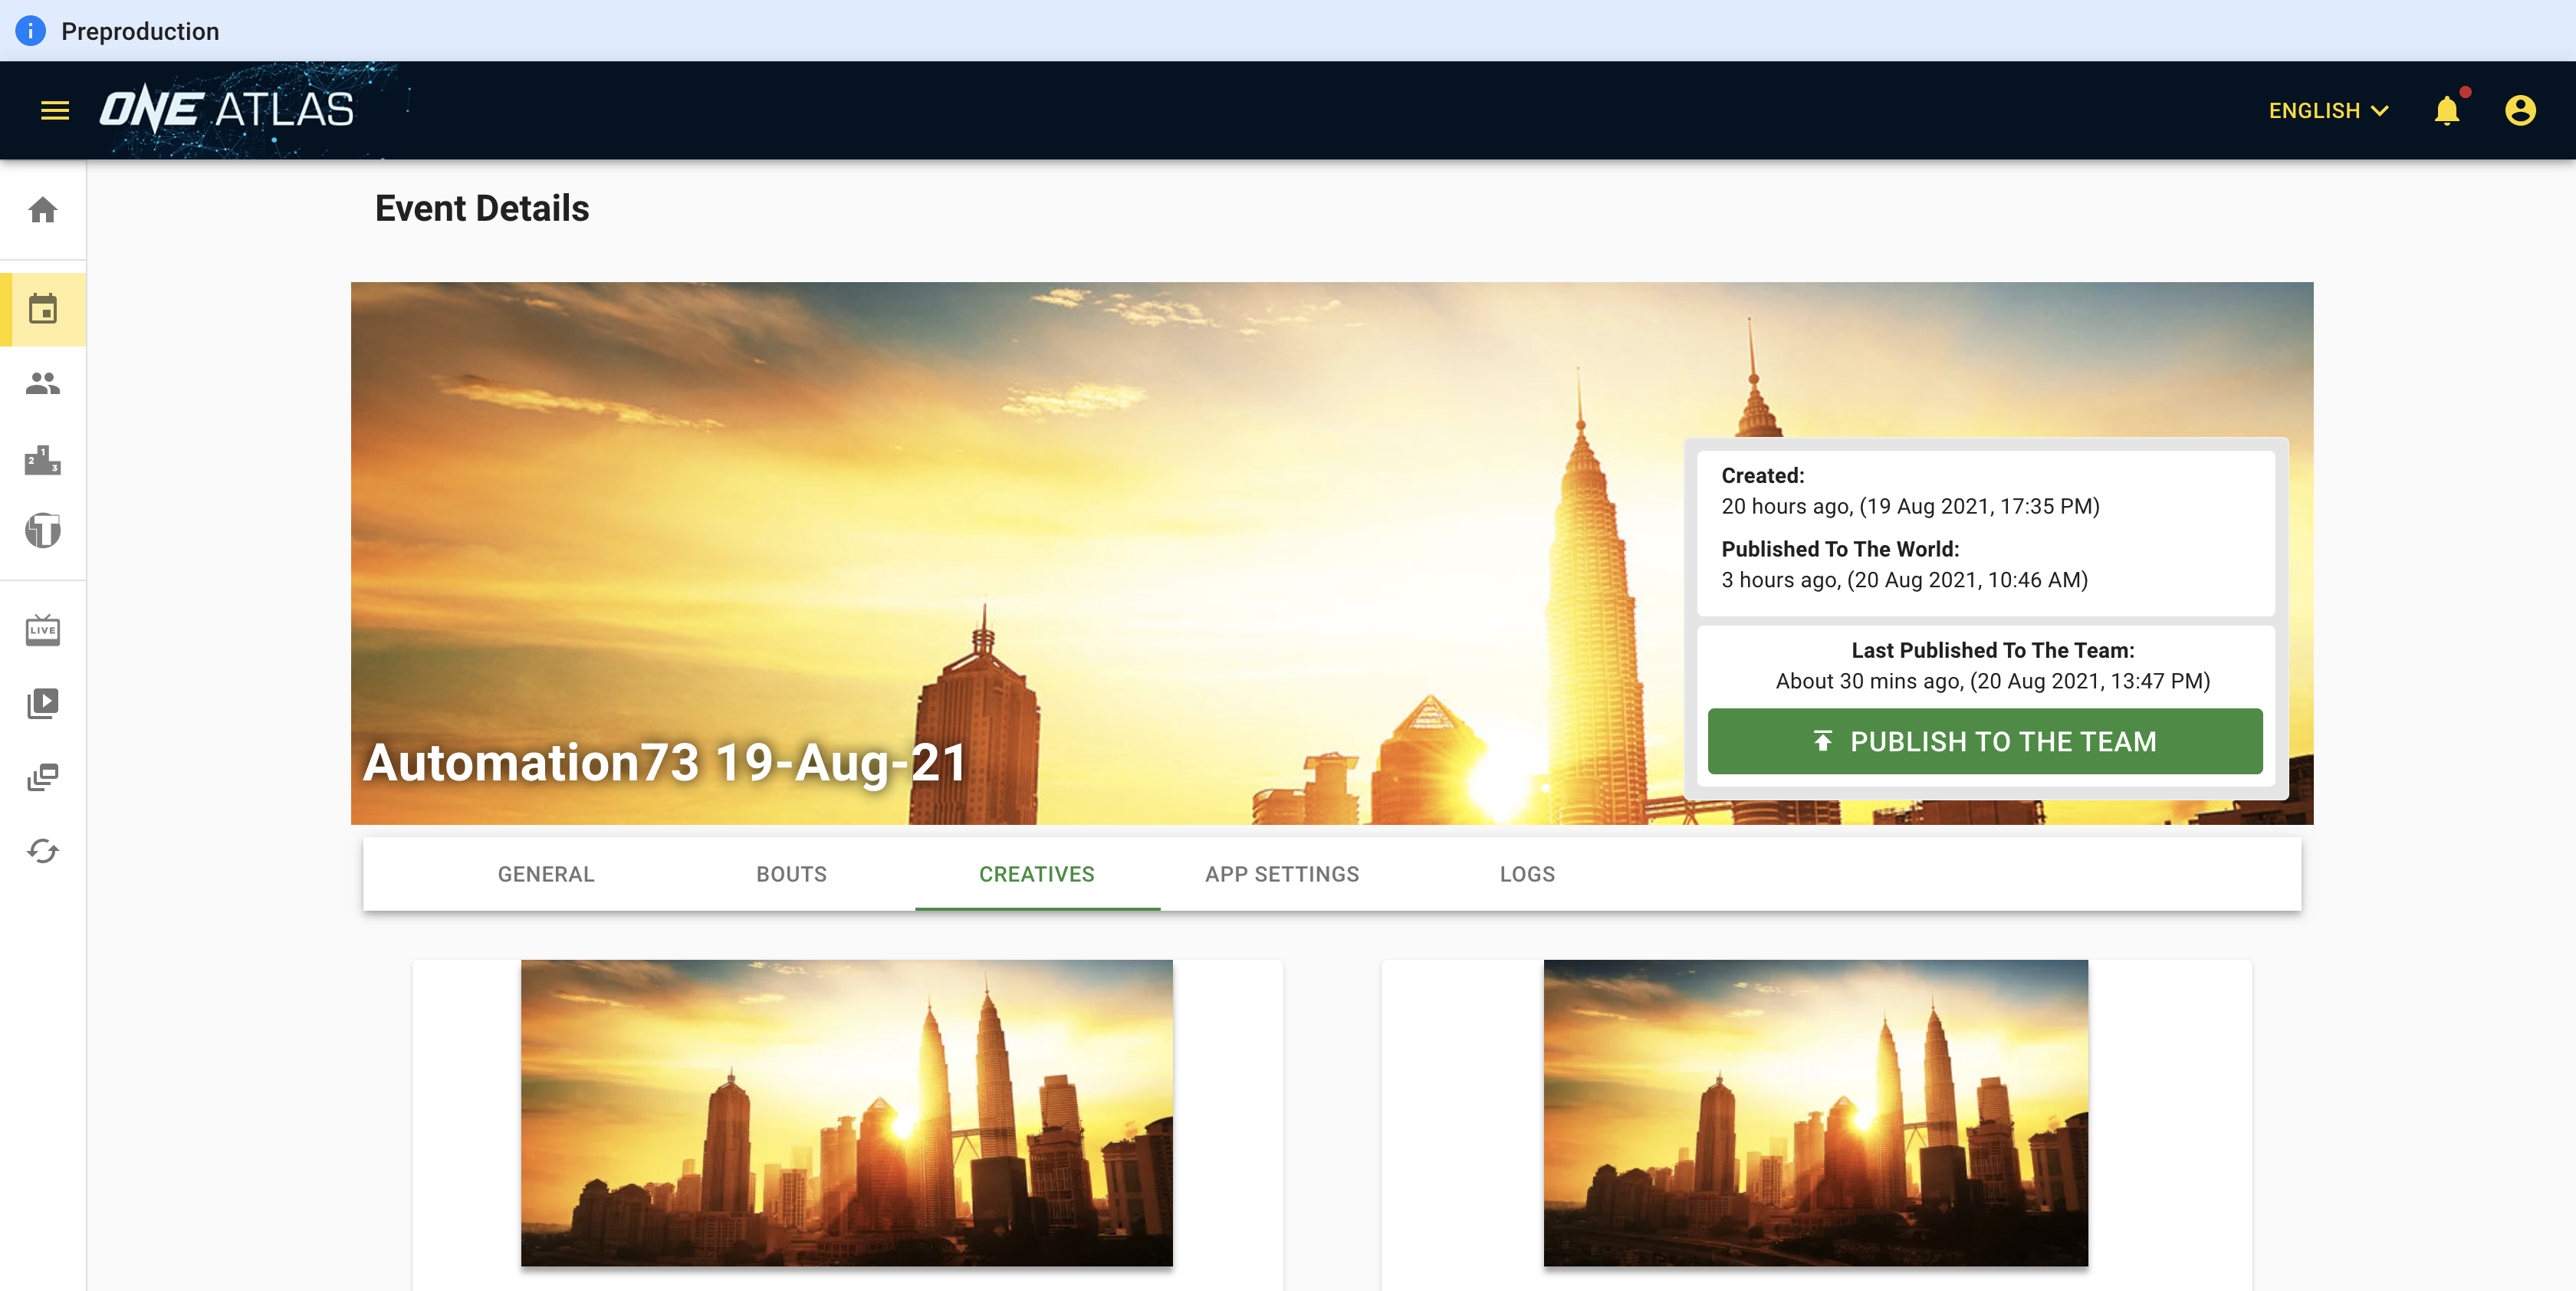 Preproduction
ONE ATLAS
ENGLISH
Event Details
Created:
20 hours ago, (19 Aug 2021, 17:35 PM)
Published To The World:
3 hours ago, (20 Aug 2021, 10:46 AM)
Last Published To The Team:
About 30 mins ago, (20 Aug 2021, 13:47 PM)
PUBLISH TO THE TEAM
Automation73 19-Aug-21
GENERAL
BOUTS
CREATIVES
APP SETTINGS
LOGS
2 1 3
T
LIVE